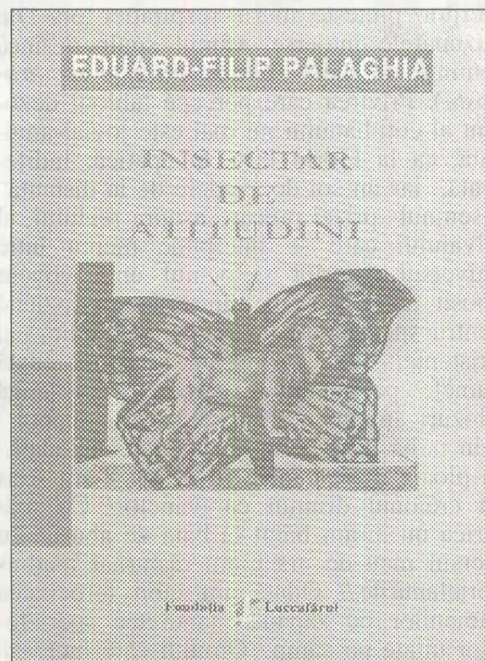 EDUARD-FILIP PALAGHIA
INSECTAR
DE
ATITUDINI
Fundația Luceafărul